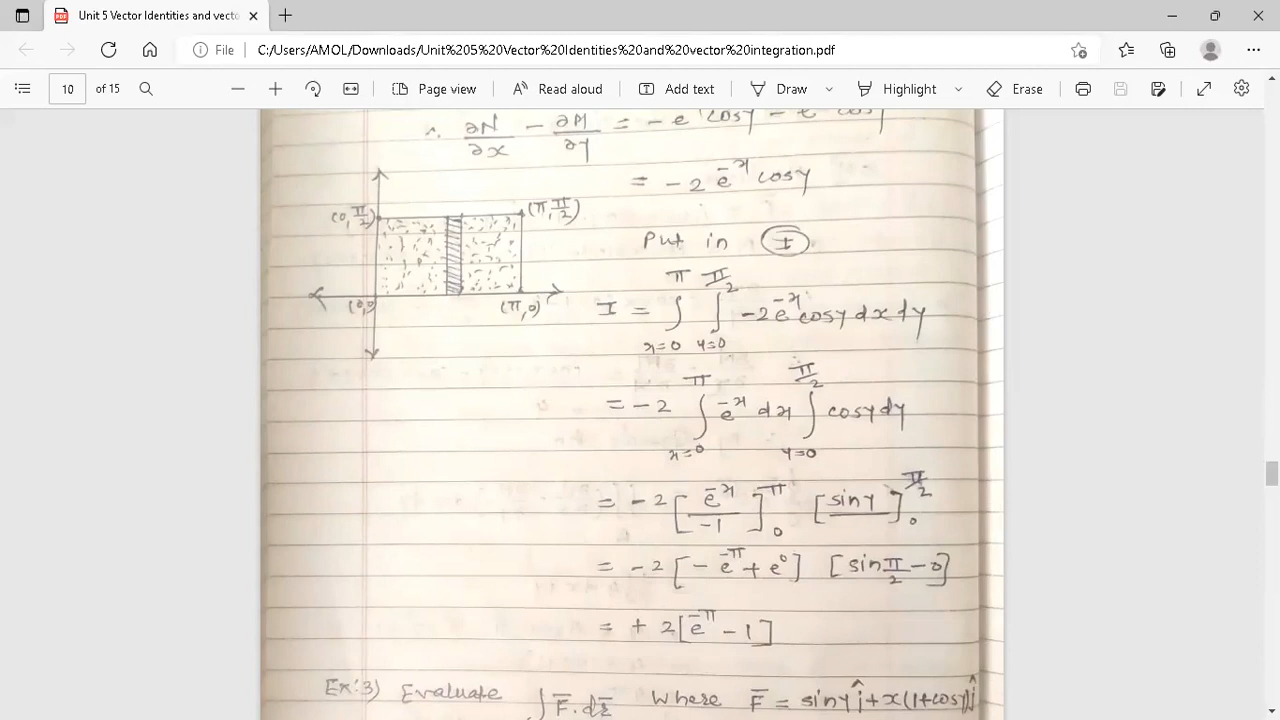 Unit 5 Vector Identities and vecto
File C:/Users/AMOL/Downloads/Unit%205%20Vector%20Identities%20and%20vector%20integration.pdf
10 of 15 Page view Read aloud Add text Draw Highlight Erase
∴ ∂N/∂x - ∂M/∂y = - e cosy - e cosy
= -2 e^-x cosy
(0, π/2) (π, π/2)
Put in I
(0,0) (π,0)
I = ∫_{x=0}^{π} ∫_{y=0}^{π/2} -2e^-x cosy dx dy
= -2 ∫_{x=0}^{π} e^-x dx ∫_{y=0}^{π/2} cosy dy
= -2 [e^-x/-1]_0^π [siny]_0^{π/2}
= -2 [-e^-π + e^0] [sin π/2 - 0]
= + 2[e^-π - 1]
Ex:3) Evaluate ∫ F̅.dr̅ Where F̅ = siny î + x(1+cosy)ĵ